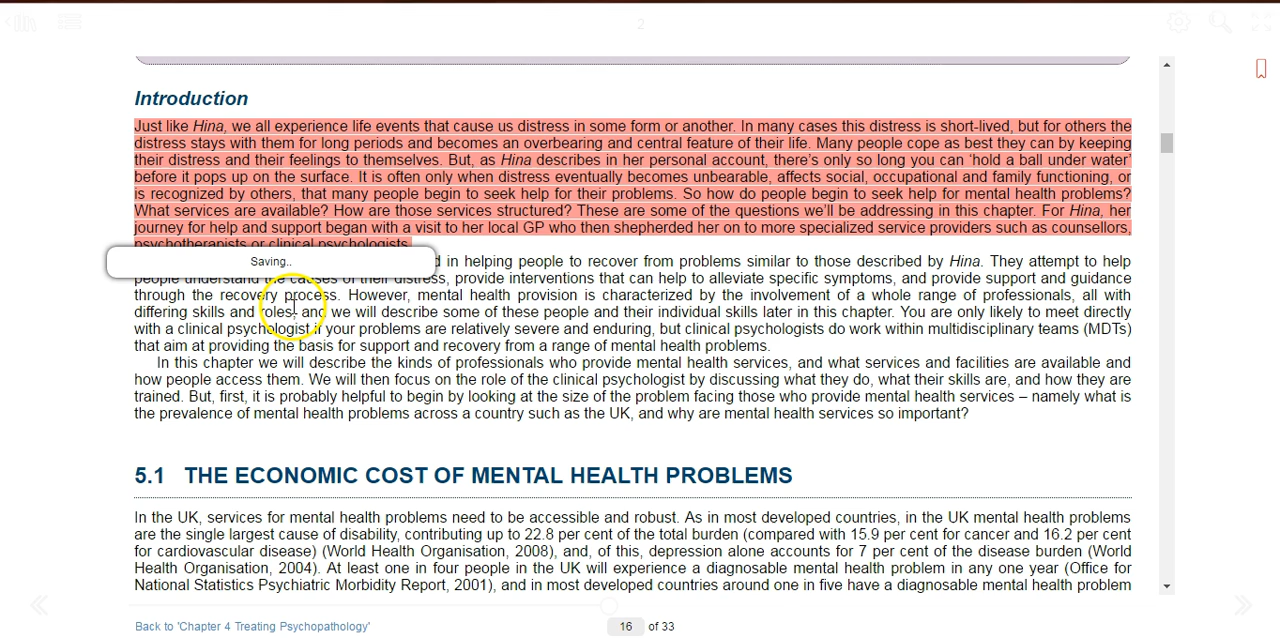 2
Introduction
Just like Hina, we all experience life events that cause us distress in some form or another. In many cases this distress is short-lived, but for others the
distress stays with them for long periods and becomes an overbearing and central feature of their life. Many people cope as best they can by keeping
their distress and their feelings to themselves. But, as Hina describes in her personal account, there's only so long you can ‘hold a ball under water’
before it pops up on the surface. It is often only when distress eventually becomes unbearable, affects social, occupational and family functioning, or
is recognized by others, that many people begin to seek help for their problems. So how do people begin to seek help for mental health problems?
What services are available? How are those services structured? These are some of the questions we'll be addressing in this chapter. For Hina, her
journey for help and support began with a visit to her local GP who then shepherded her on to more specialized service providers such as counsellors,
psychotherapists or clinical psychologists.
Saving..
d in helping people to recover from problems similar to those described by Hina. They attempt to help
people understand the causes of their distress, provide interventions that can help to alleviate specific symptoms, and provide support and guidance
through the recovery process. However, mental health provision is characterized by the involvement of a whole range of professionals, all with
differing skills and roles, and we will describe some of these people and their individual skills later in this chapter. You are only likely to meet directly
with a clinical psychologist if your problems are relatively severe and enduring, but clinical psychologists do work within multidisciplinary teams (MDTs)
that aim at providing the basis for support and recovery from a range of mental health problems.
In this chapter we will describe the kinds of professionals who provide mental health services, and what services and facilities are available and
how people access them. We will then focus on the role of the clinical psychologist by discussing what they do, what their skills are, and how they are
trained. But, first, it is probably helpful to begin by looking at the size of the problem facing those who provide mental health services – namely what is
the prevalence of mental health problems across a country such as the UK, and why are mental health services so important?
5.1 THE ECONOMIC COST OF MENTAL HEALTH PROBLEMS
In the UK, services for mental health problems need to be accessible and robust. As in most developed countries, in the UK mental health problems
are the single largest cause of disability, contributing up to 22.8 per cent of the total burden (compared with 15.9 per cent for cancer and 16.2 per cent
for cardiovascular disease) (World Health Organisation, 2008), and, of this, depression alone accounts for 7 per cent of the disease burden (World
Health Organisation, 2004). At least one in four people in the UK will experience a diagnosable mental health problem in any one year (Office for
National Statistics Psychiatric Morbidity Report, 2001), and in most developed countries around one in five have a diagnosable mental health problem
Back to 'Chapter 4 Treating Psychopathology'
16 of 33